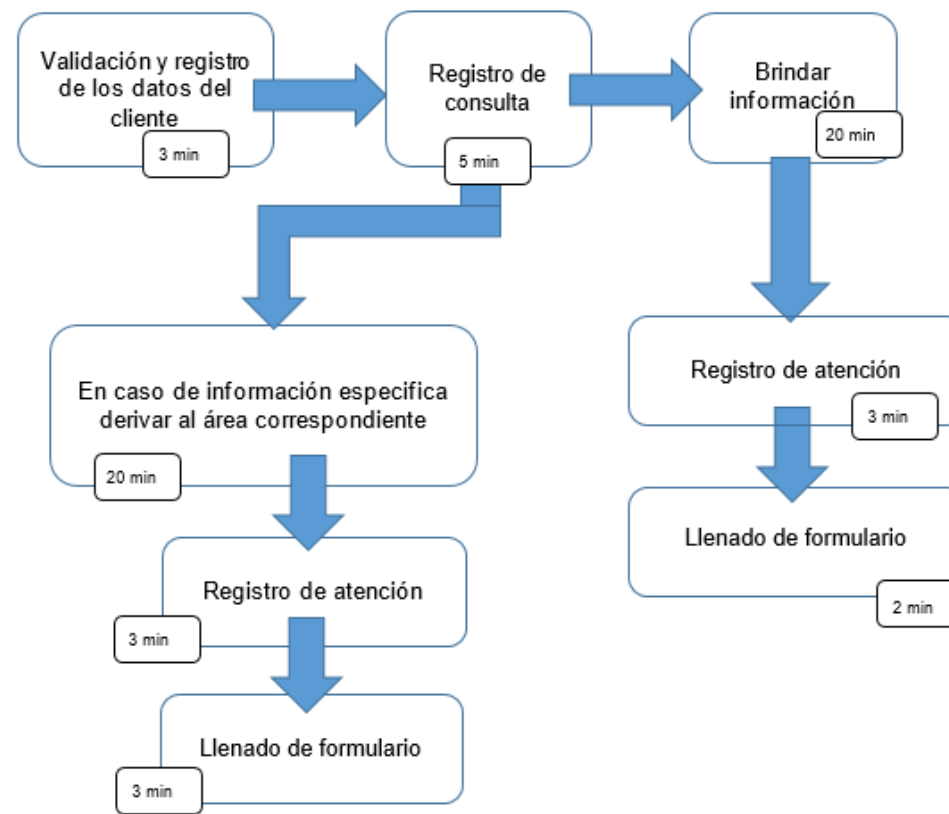 Validación y registro
de los datos del
cliente
3 min
Registro de
consulta
5 min
Brindar
información
20 min
En caso de información especifica
derivar al área correspondiente
20 min
Registro de atención
3 min
Llenado de formulario
3 min
Registro de atención
3 min
Llenado de formulario
2 min